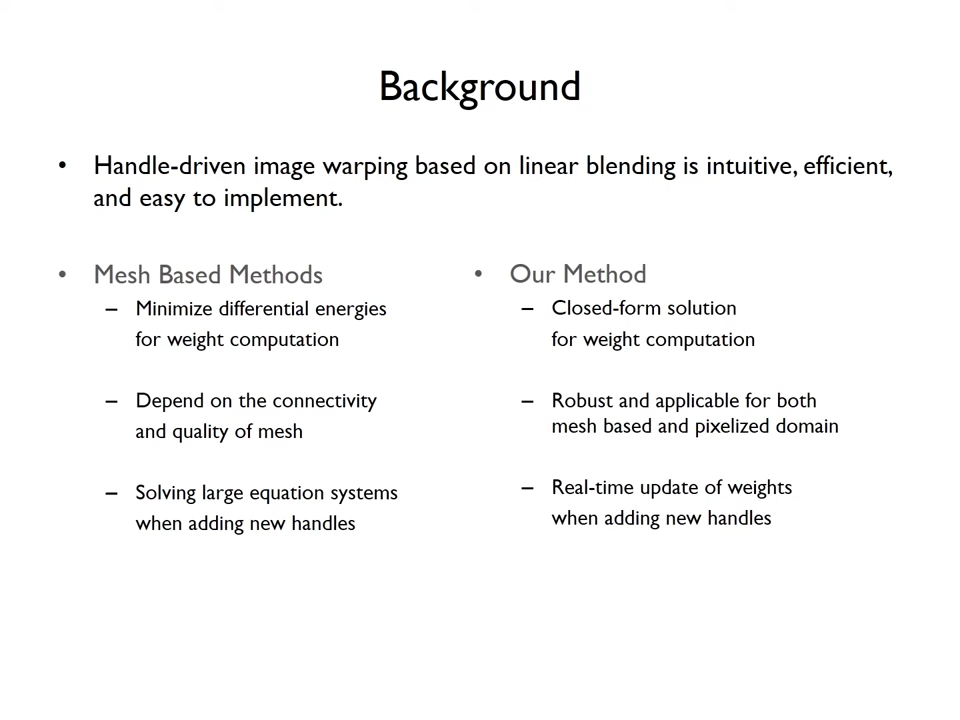 Background
• Handle-driven image warping based on linear blending is intuitive, efficient,
and easy to implement.
• Mesh Based Methods
– Minimize differential energies
for weight computation
– Depend on the connectivity
and quality of mesh
– Solving large equation systems
when adding new handles
• Our Method
– Closed-form solution
for weight computation
– Robust and applicable for both
mesh based and pixelized domain
– Real-time update of weights
when adding new handles